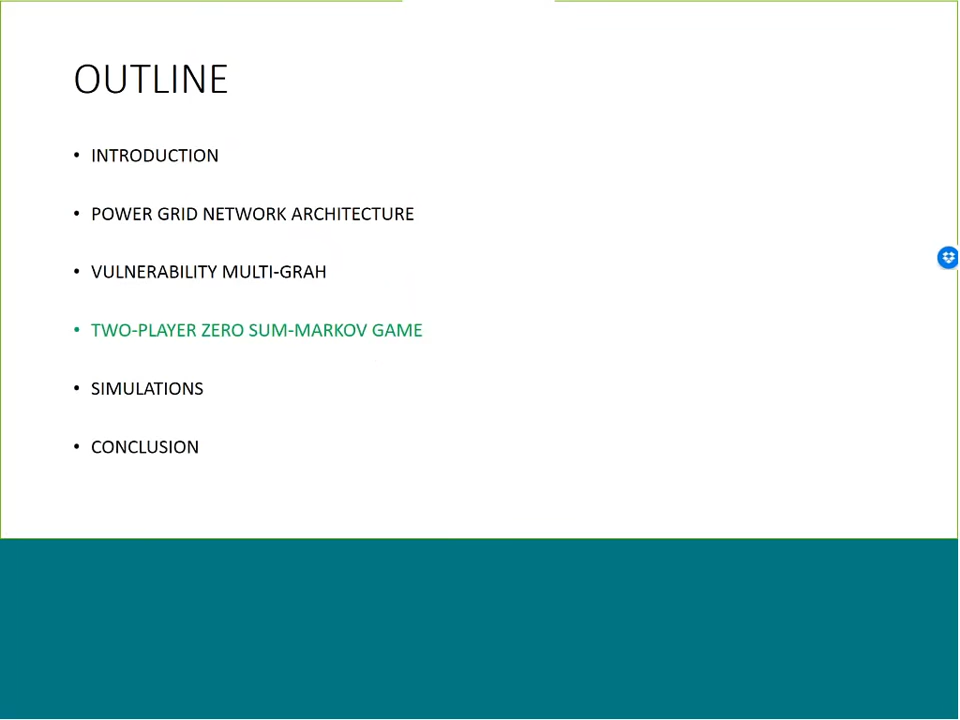 OUTLINE
• INTRODUCTION
• POWER GRID NETWORK ARCHITECTURE
• VULNERABILITY MULTI-GRAH
• TWO-PLAYER ZERO SUM-MARKOV GAME
• SIMULATIONS
• CONCLUSION